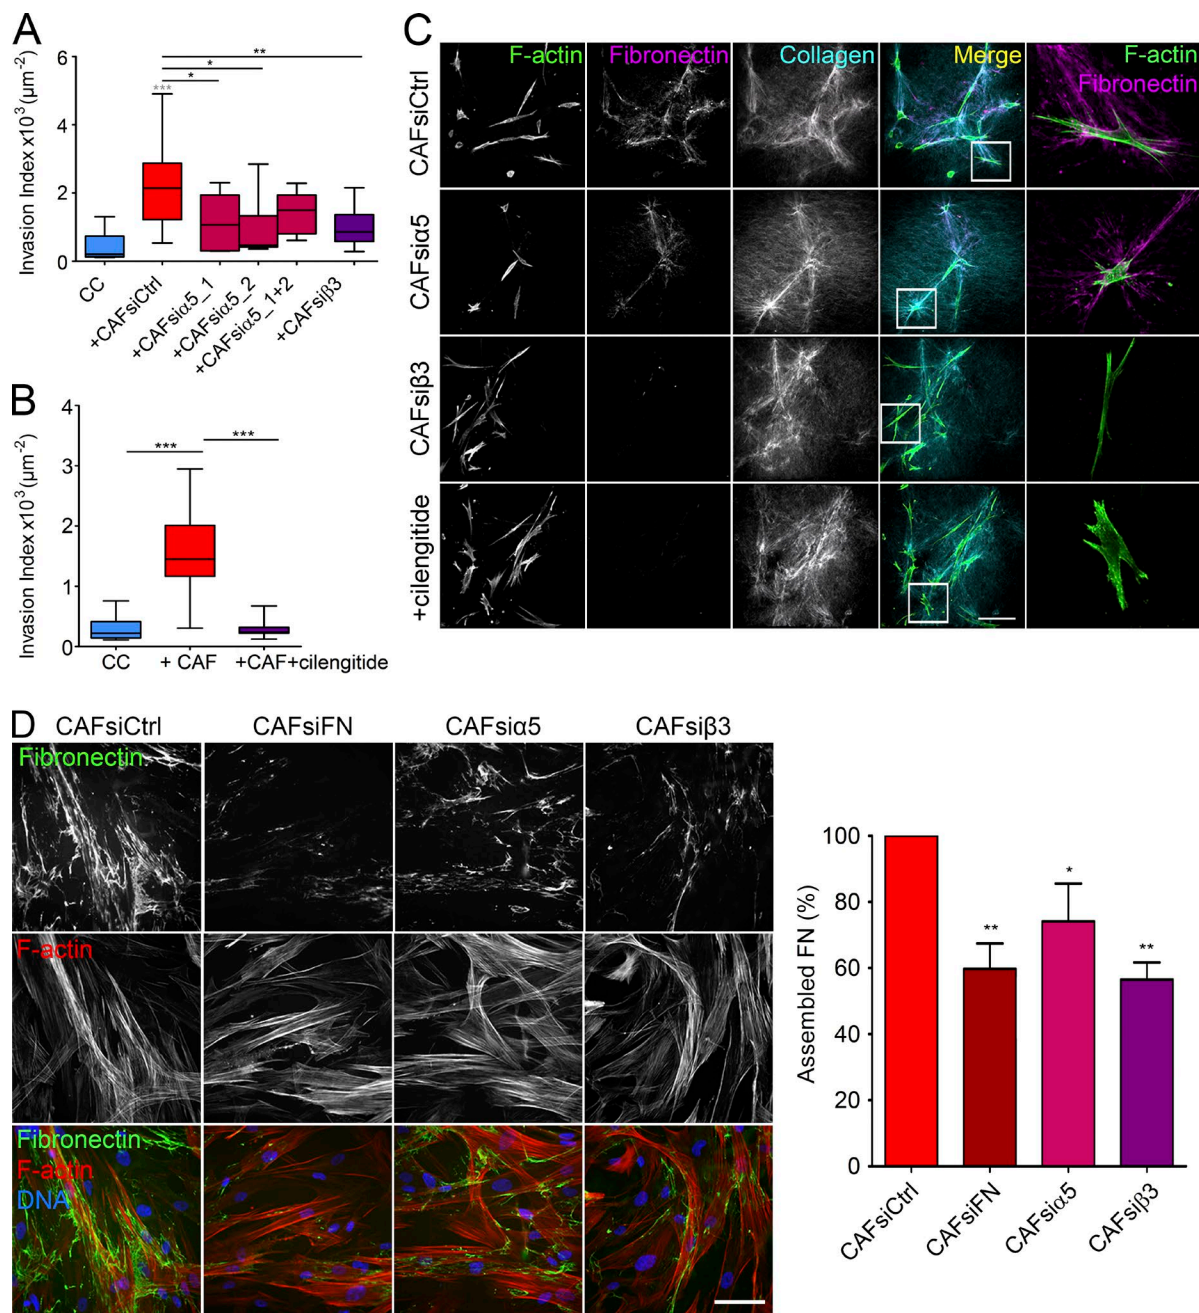 A
Invasion Index x10³ (µm⁻²)
6
4
2
0
**
*
*
***
CC
+CAFsiCtrl
+CAFsiα5_1
+CAFsiα5_2
+CAFsiα5_1+2
+CAFsiβ3
B
Invasion Index x10³ (µm⁻²)
4
3
2
1
0
***
***
CC
+ CAF
+CAF+cilengitide
C
F-actin
Fibronectin
Collagen
Merge
F-actin
Fibronectin
CAFsiCtrl
CAFsiα5
CAFsiβ3
+cilengitide
D
CAFsiCtrl
CAFsiFN
CAFsiα5
CAFsiβ3
Fibronectin
F-actin
Fibronectin
F-actin
DNA
Assembled FN (%)
100
80
60
40
20
0
**
*
**
CAFsiCtrl
CAFsiFN
CAFsiα5
CAFsiβ3